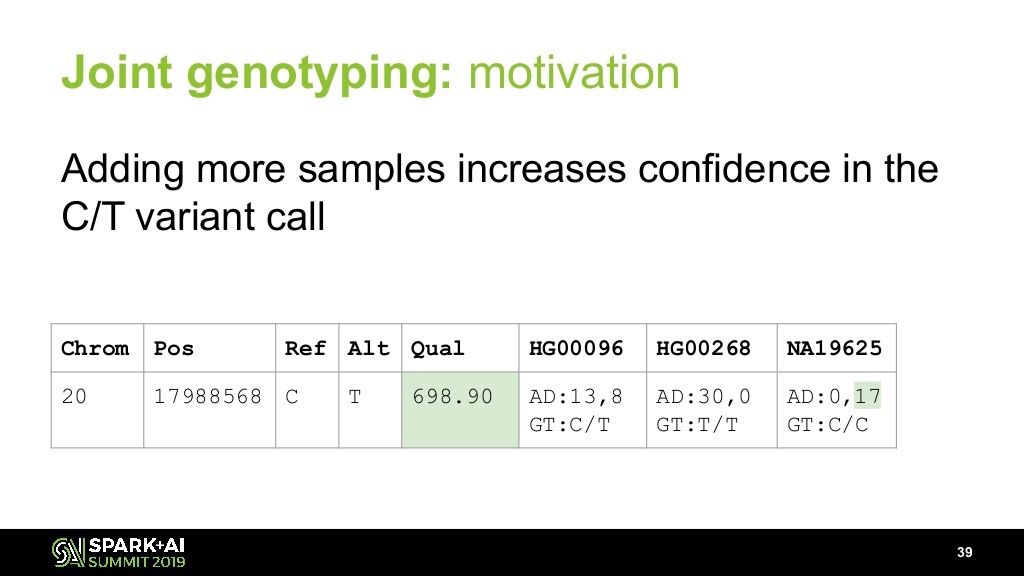 Joint genotyping: motivation
Adding more samples increases confidence in the
C/T variant call
Chrom Pos Ref Alt Qual HG00096 HG00268 NA19625
20 17988568 C T 698.90 AD:13,8 AD:30,0 AD:0,17
GT:C/T GT:T/T GT:C/C
SPARK+AI
SUMMIT 2019
39